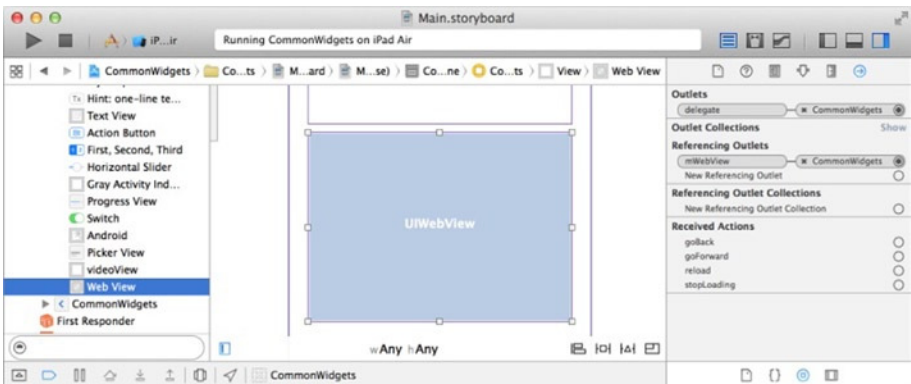 Main.storyboard
iP...ir
Running CommonWidgets on iPad Air
CommonWidgets
Co...ts
M...ard
M...se)
Co...ne
Co...ts
View
Web View
Hint: one-line te...
Text View
Action Button
First, Second, Third
Horizontal Slider
Gray Activity Ind...
Progress View
Switch
Android
Picker View
videoView
Web View
CommonWidgets
First Responder
UIWebView
wAny hAny
CommonWidgets
Outlets
delegate
CommonWidgets
Outlet Collections
Show
Referencing Outlets
mWebView
CommonWidgets
New Referencing Outlet
Referencing Outlet Collections
New Referencing Outlet Collection
Received Actions
goBack
goForward
reload
stopLoading